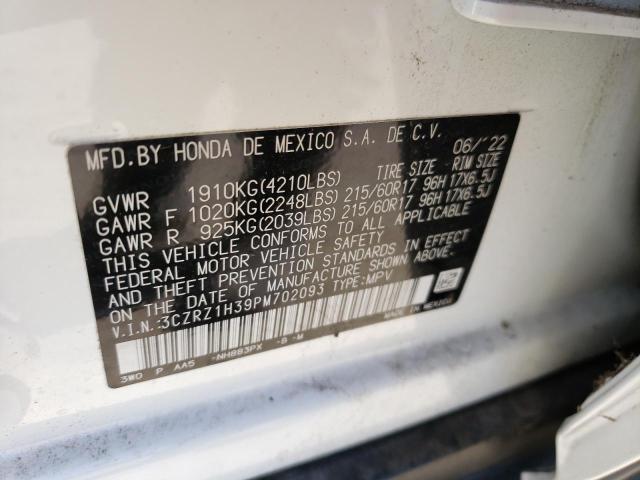 MFD.BY HONDA DE MEXICO S.A. DE C.V. 06/'22
TIRE SIZE - RIM SIZE
GVWR 1910KG(4210LBS)
GAWR F 1020KG(2248LBS) 215/60R17 96H 17X6.5J
GAWR R 925KG(2039LBS) 215/60R17 96H 17X6.5J
THIS VEHICLE CONFORMS TO ALL APPLICABLE
FEDERAL MOTOR VEHICLE SAFETY
AND THEFT PREVENTION STANDARDS IN EFFECT
ON THE DATE OF MANUFACTURE SHOWN ABOVE.
V.I.N.:3CZRZ1H39PM702093 TYPE:MPV
MADE IN MEXICO
3W0 P AA5 -NH883PX -B -M